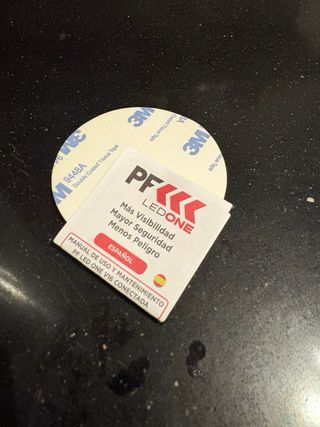 3M
3M
9448A
Double Coated Tissue Tape
3M
PF
LEDONE
Más Visibilidad
Mayor Seguridad
Menos Peligro
ESPAÑOL
MANUAL DE USO Y MANTENIMIENTO
PF LED ONE V16 CONECTADA